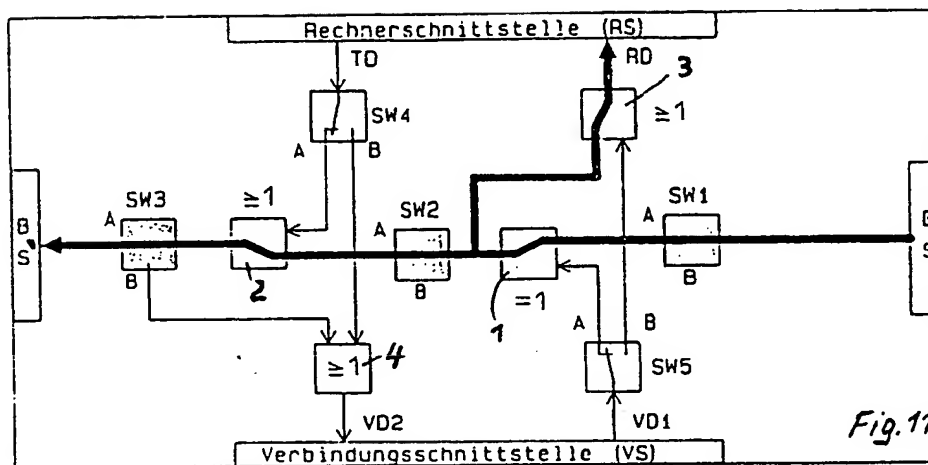 Rechnerschnittstelle (RS)
TD
RD
3
SW4
≧1
A
B
SW3
≧1
SW2
SW1
A
A
A
B
S
B
2
B
1
=1
B
A
B
≧1
4
SW5
VD2
VD1
Fig. 11
Verbindungsschnittstelle (VS)